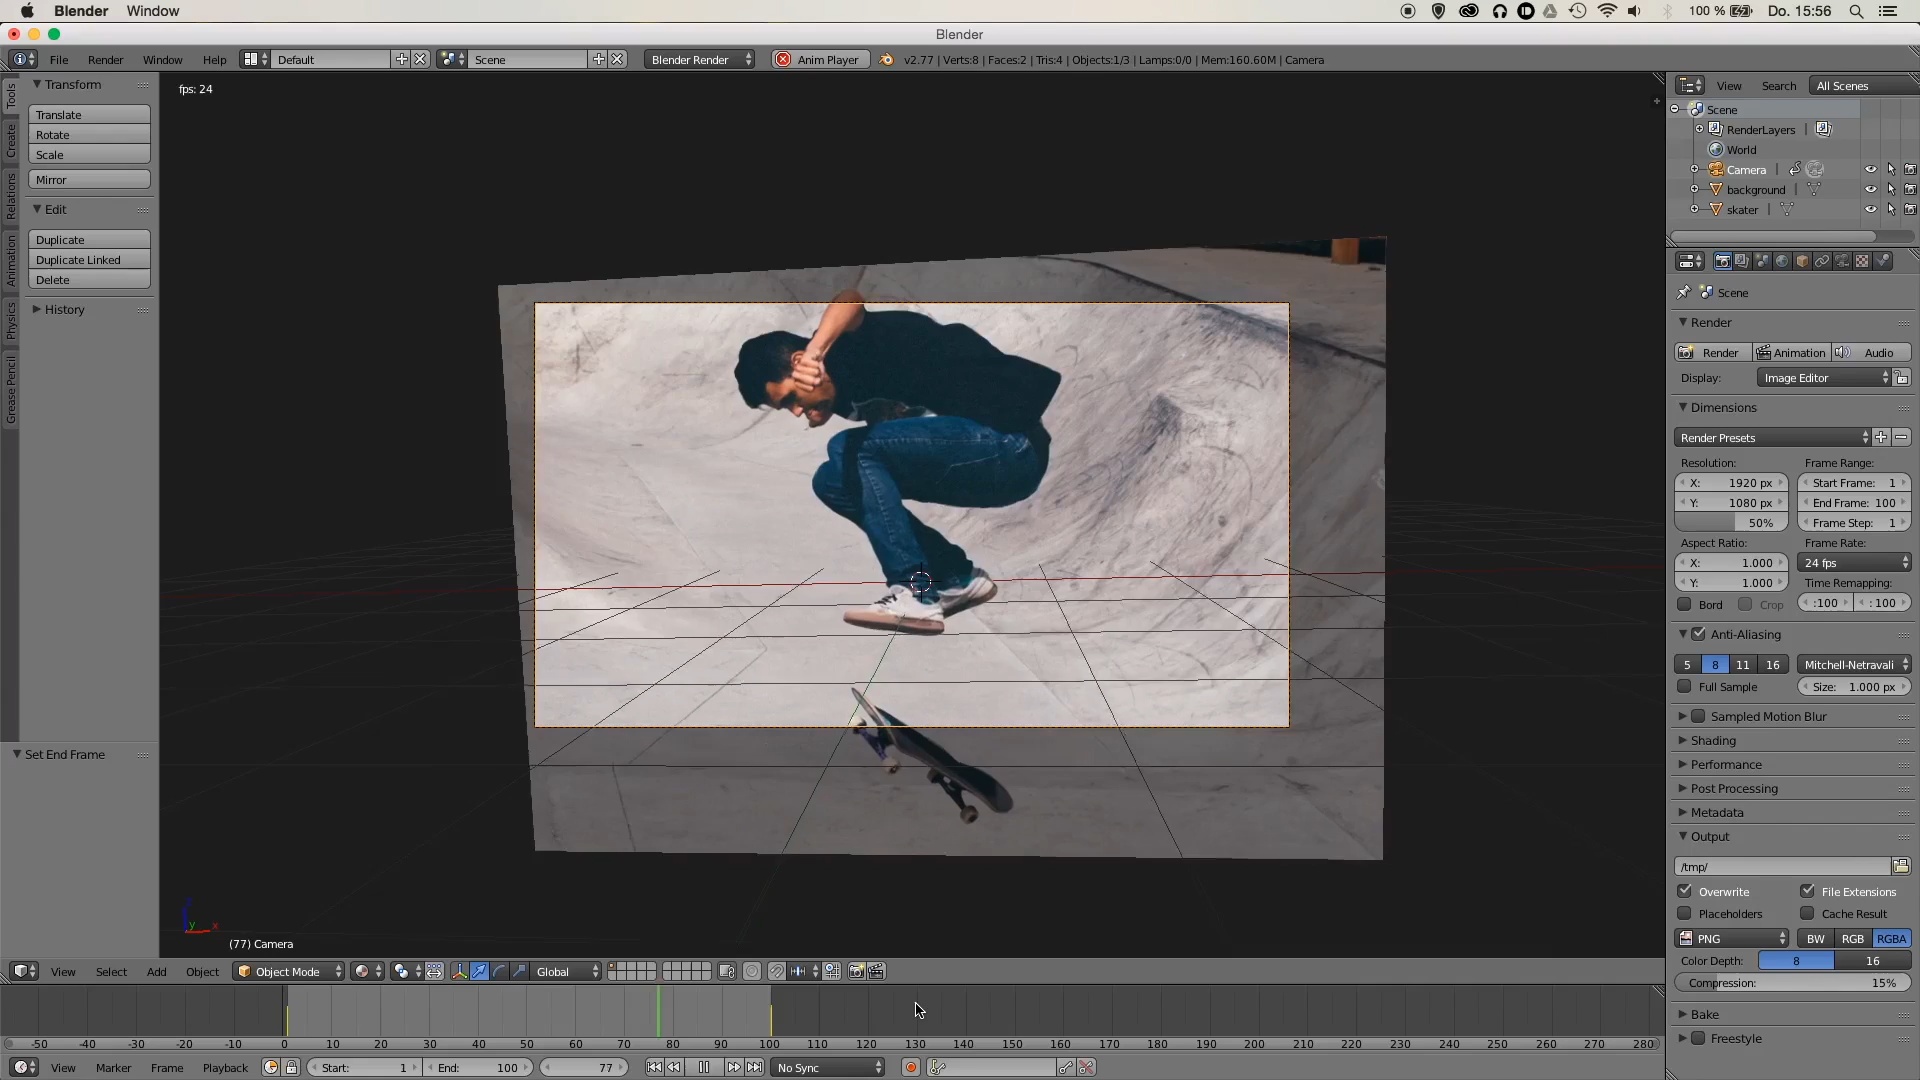 Blender Window 100 % Do. 15:56
Blender
File Render Window Help Default Scene Blender Render Anim Player v2.77 | Verts:8 | Faces:2 | Tris:4 | Objects:1/3 | Lamps:0/0 | Mem:160.60M | Camera
Tools
Create
Relations
Animation
Physics
Grease Pencil
Transform
Translate
Rotate
Scale
Mirror
Edit
Duplicate
Duplicate Linked
Delete
History
Set End Frame
fps: 24
z
y x
(77) Camera
View Search All Scenes
Scene
RenderLayers |
World
Camera |
background |
skater |
Scene
Render
Render Animation Audio
Display: Image Editor
Dimensions
Render Presets
Resolution: Frame Range:
X: 1920 px Start Frame: 1
Y: 1080 px End Frame: 100
50% Frame Step: 1
Aspect Ratio: Frame Rate:
X: 1.000 24 fps
Y: 1.000 Time Remapping:
Bord Crop :100 : 100
Anti-Aliasing
5 8 11 16 Mitchell-Netravali
Full Sample Size: 1.000 px
Sampled Motion Blur
Shading
Performance
Post Processing
Metadata
Output
/tmp/
Overwrite File Extensions
Placeholders Cache Result
PNG BW RGB RGBA
Color Depth: 8 16
Compression: 15%
Bake
Freestyle
View Select Add Object Object Mode Global
-50 -40 -30 -20 -10 0 10 20 30 40 50 60 70 80 90 100 110 120 130 140 150 160 170 180 190 200 210 220 230 240 250 260 270 280
View Marker Frame Playback Start: 1 End: 100 77 No Sync